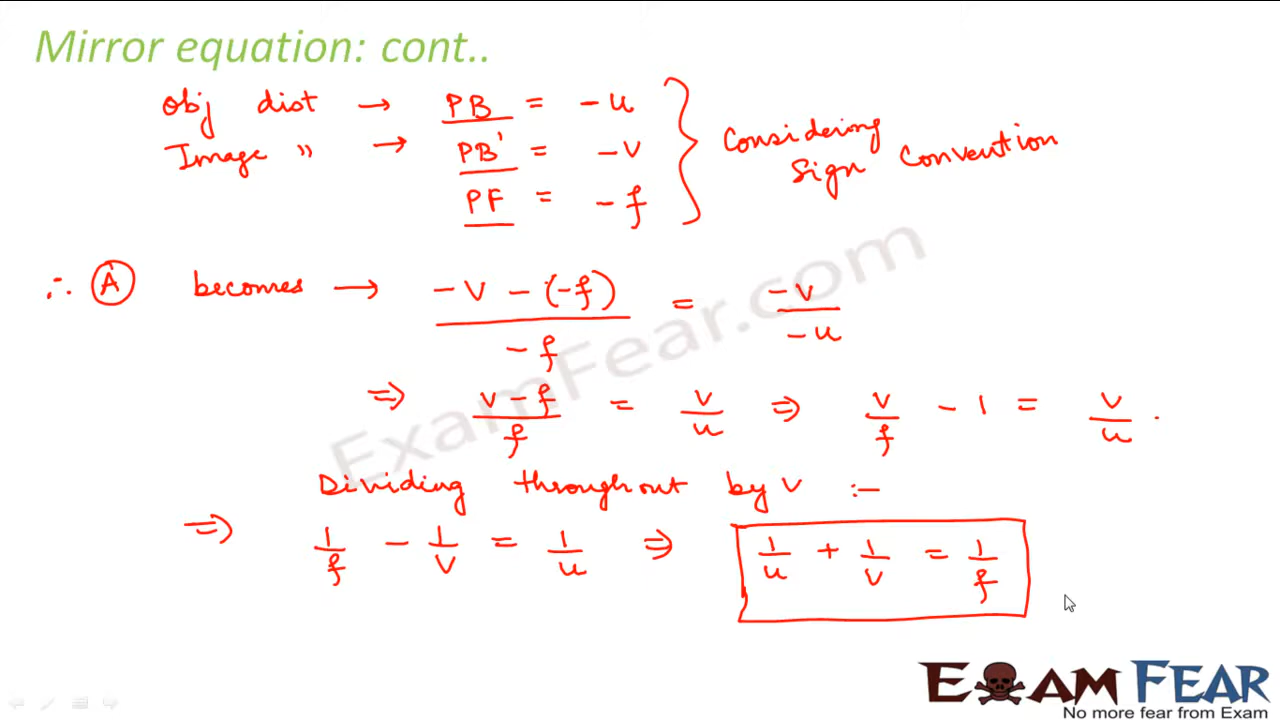 Mirror equation: cont..
Obj dist → PB = -u
Image " → PB' = -v
PF = -f
} Considering
Sign Convention
∴ (A) becomes → (-v - (-f))/(-f) = (-v)/(-u)
⇒ (v - f)/f = v/u ⇒ v/f - 1 = v/u .
Dividing throughout by v :-
⇒ 1/f - 1/v = 1/u ⇒ 1/u + 1/v = 1/f
ExamFear.com
EXAM FEAR
No more fear from Exam